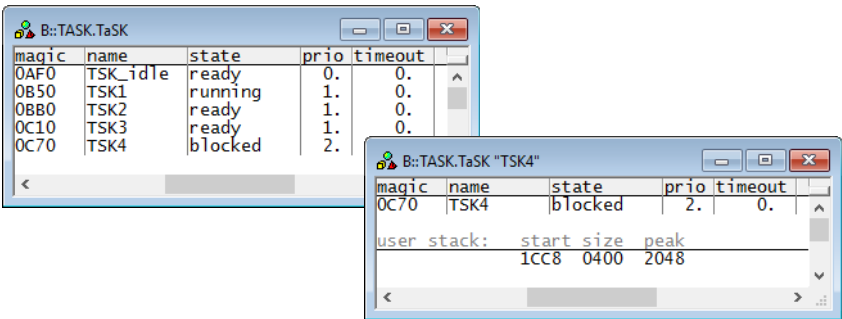 B::TASK.TaSK
magic name state prio timeout
0AF0 TSK_idle ready 0. 0.
0B50 TSK1 running 1. 0.
0BB0 TSK2 ready 1. 0.
0C10 TSK3 ready 1. 0.
0C70 TSK4 blocked 2. 0.
B::TASK.TaSK "TSK4"
magic name state prio timeout
0C70 TSK4 blocked 2. 0.
user stack: start size peak
1CC8 0400 2048